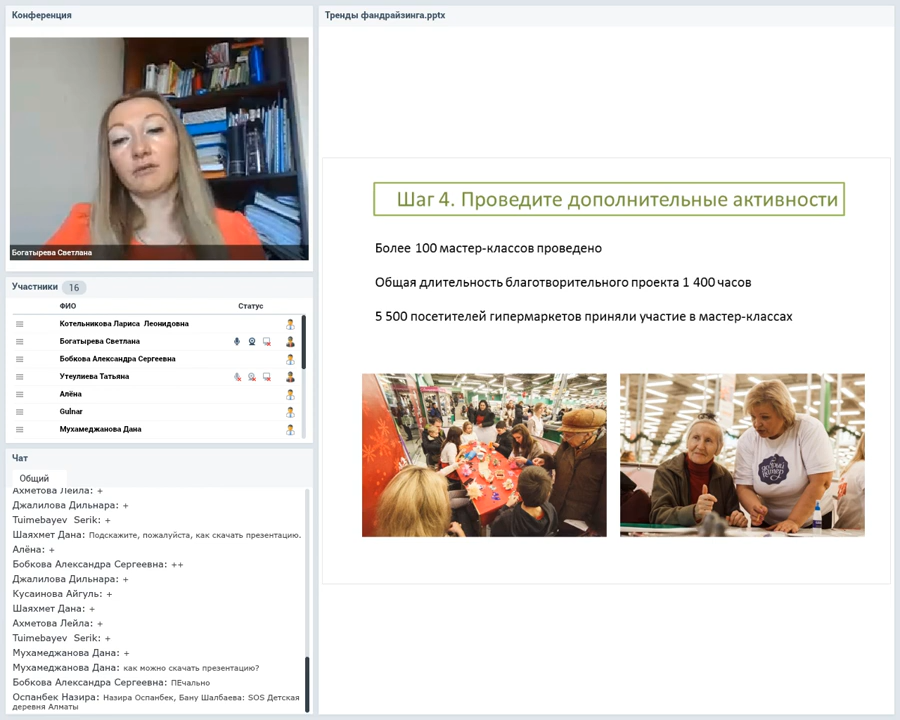 Конференция
Богатырева Светлана
Участники 16
ФИО Статус
Котельникова Лариса Леонидовна
Богатырева Светлана
Бобкова Александра Сергеевна
Утеулиева Татьяна
Алёна
Gulnar
Мухамеджанова Дана
Чат
Общий
Ахметова Лейла: +
Джалилова Дильнара: +
Tuimebayev Serik: +
Шаяхмет Дана: Подскажите, пожалуйста, как скачать презентацию.
Алёна: +
Бобкова Александра Сергеевна: ++
Джалилова Дильнара: +
Кусаинова Айгуль: +
Шаяхмет Дана: +
Ахметова Лейла: +
Tuimebayev Serik: +
Мухамеджанова Дана: +
Мухамеджанова Дана: как можно скачать презентацию?
Бобкова Александра Сергеевна: ПЕчально
Оспанбек Назира: Назира Оспанбек, Бану Шалбаева: SOS Детская
деревня Алматы
Тренды фандрайзинга.pptx
Шаг 4. Проведите дополнительные активности
Более 100 мастер-классов проведено
Общая длительность благотворительного проекта 1 400 часов
5 500 посетителей гипермаркетов приняли участие в мастер-классах